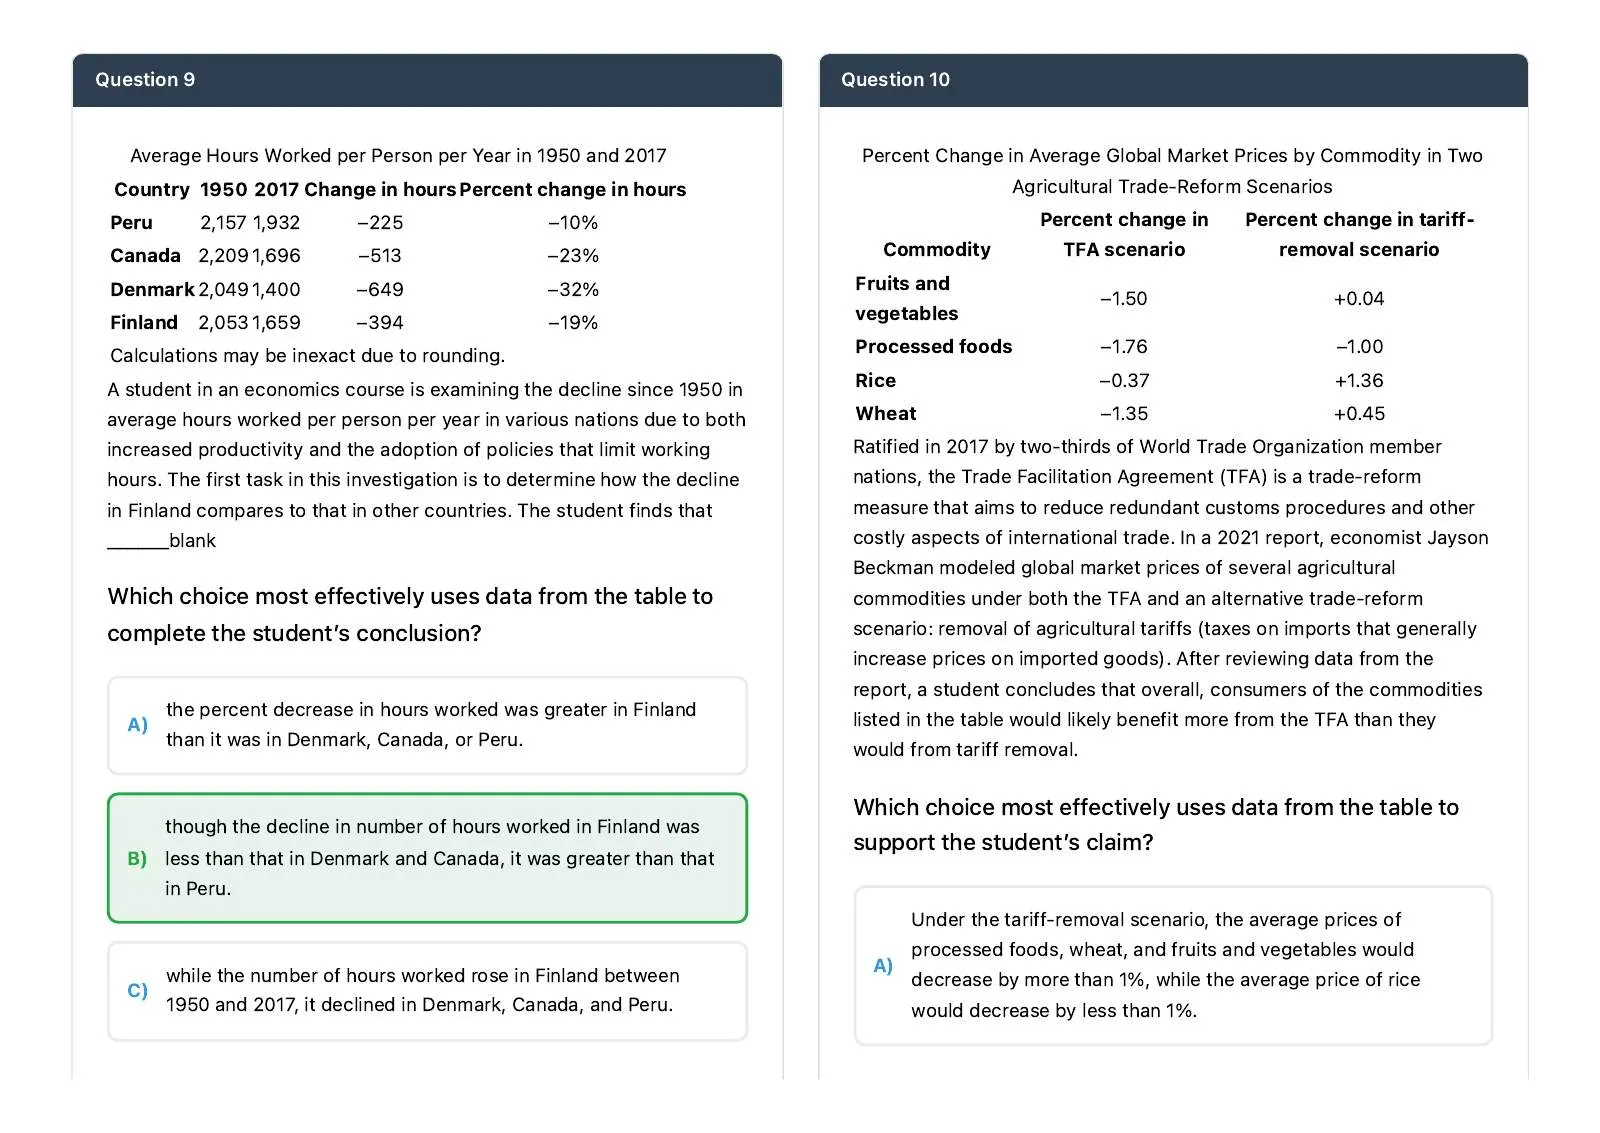 Question 9
Average Hours Worked per Person per Year in 1950 and 2017
Country 1950 2017 Change in hours Percent change in hours
Peru 2,157 1,932 –225 –10%
Canada 2,209 1,696 –513 –23%
Denmark 2,049 1,400 –649 –32%
Finland 2,053 1,659 –394 –19%
Calculations may be inexact due to rounding.
A student in an economics course is examining the decline since 1950 in
average hours worked per person per year in various nations due to both
increased productivity and the adoption of policies that limit working
hours. The first task in this investigation is to determine how the decline
in Finland compares to that in other countries. The student finds that
______blank
Which choice most effectively uses data from the table to
complete the student’s conclusion?
A) the percent decrease in hours worked was greater in Finland
than it was in Denmark, Canada, or Peru.
though the decline in number of hours worked in Finland was
B) less than that in Denmark and Canada, it was greater than that
in Peru.
C) while the number of hours worked rose in Finland between
1950 and 2017, it declined in Denmark, Canada, and Peru.
Question 10
Percent Change in Average Global Market Prices by Commodity in Two
Agricultural Trade-Reform Scenarios
Percent change in Percent change in tariff-
Commodity TFA scenario removal scenario
Fruits and
vegetables –1.50 +0.04
Processed foods –1.76 –1.00
Rice –0.37 +1.36
Wheat –1.35 +0.45
Ratified in 2017 by two-thirds of World Trade Organization member
nations, the Trade Facilitation Agreement (TFA) is a trade-reform
measure that aims to reduce redundant customs procedures and other
costly aspects of international trade. In a 2021 report, economist Jayson
Beckman modeled global market prices of several agricultural
commodities under both the TFA and an alternative trade-reform
scenario: removal of agricultural tariffs (taxes on imports that generally
increase prices on imported goods). After reviewing data from the
report, a student concludes that overall, consumers of the commodities
listed in the table would likely benefit more from the TFA than they
would from tariff removal.
Which choice most effectively uses data from the table to
support the student’s claim?
Under the tariff-removal scenario, the average prices of
processed foods, wheat, and fruits and vegetables would
A) decrease by more than 1%, while the average price of rice
would decrease by less than 1%.